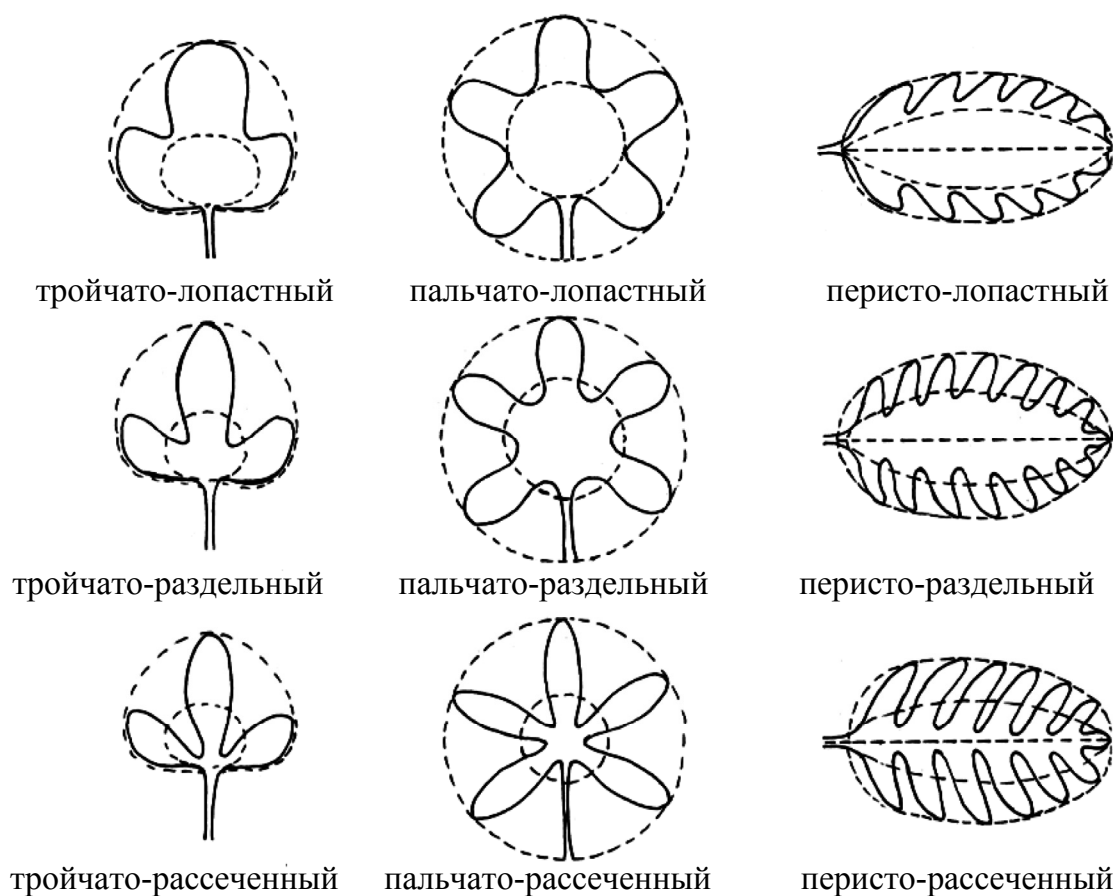 тройчато-лопастный пальчато-лопастный перисто-лопастный
тройчато-раздельный пальчато-раздельный перисто-раздельный
тройчато-рассеченный пальчато-рассеченный перисто-рассеченный